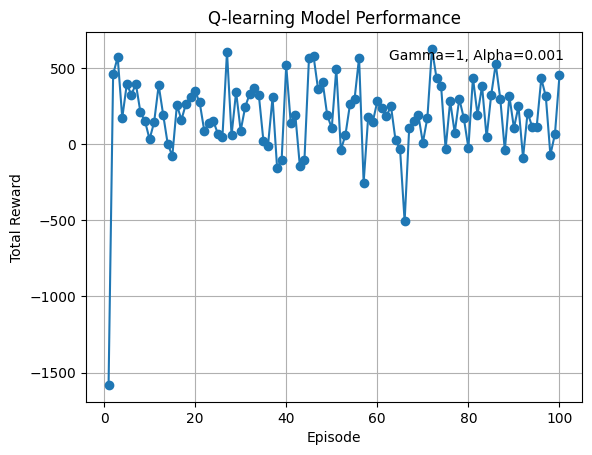 Q-learning Model Performance
Gamma=1, Alpha=0.001
500
0
−500
−1000
−1500
Total Reward
0 20 40 60 80 100
Episode